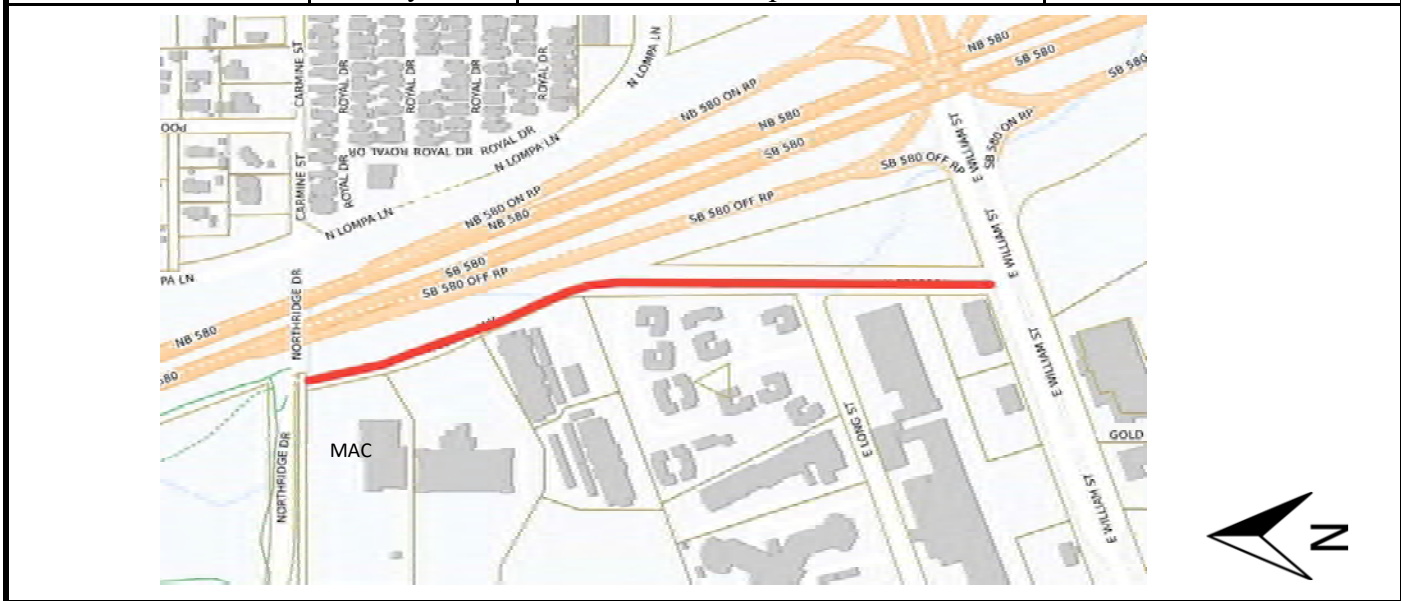 NB 580
SB 580
SB 580
CARMINE ST
ROYAL DR
ROYAL DR
ROYAL DR
ROYAL DR
N LOMPA LN
NB 580 ON RP
NB 580
SB 580
E WILLIAM ST
E WILLIAM ST
SB 580 ON RP
SB 580 OFF RP
ROYAL DR
ROYAL DR
ROYAL DR
N LOMPA LN
CARMINE ST
ROYAL DR
N LOMPA LN
NB 580 ON RP
NB 580
SB 580 OFF RP
E WILLIAM ST
PA LN
SB 580
SB 580 OFF RP
NORTHRIDGE DR
NB 580
580
E WILLIAM ST
E LONG ST
GOLD
MAC
NORTHRIDGE DR
E WILLIAM ST
N